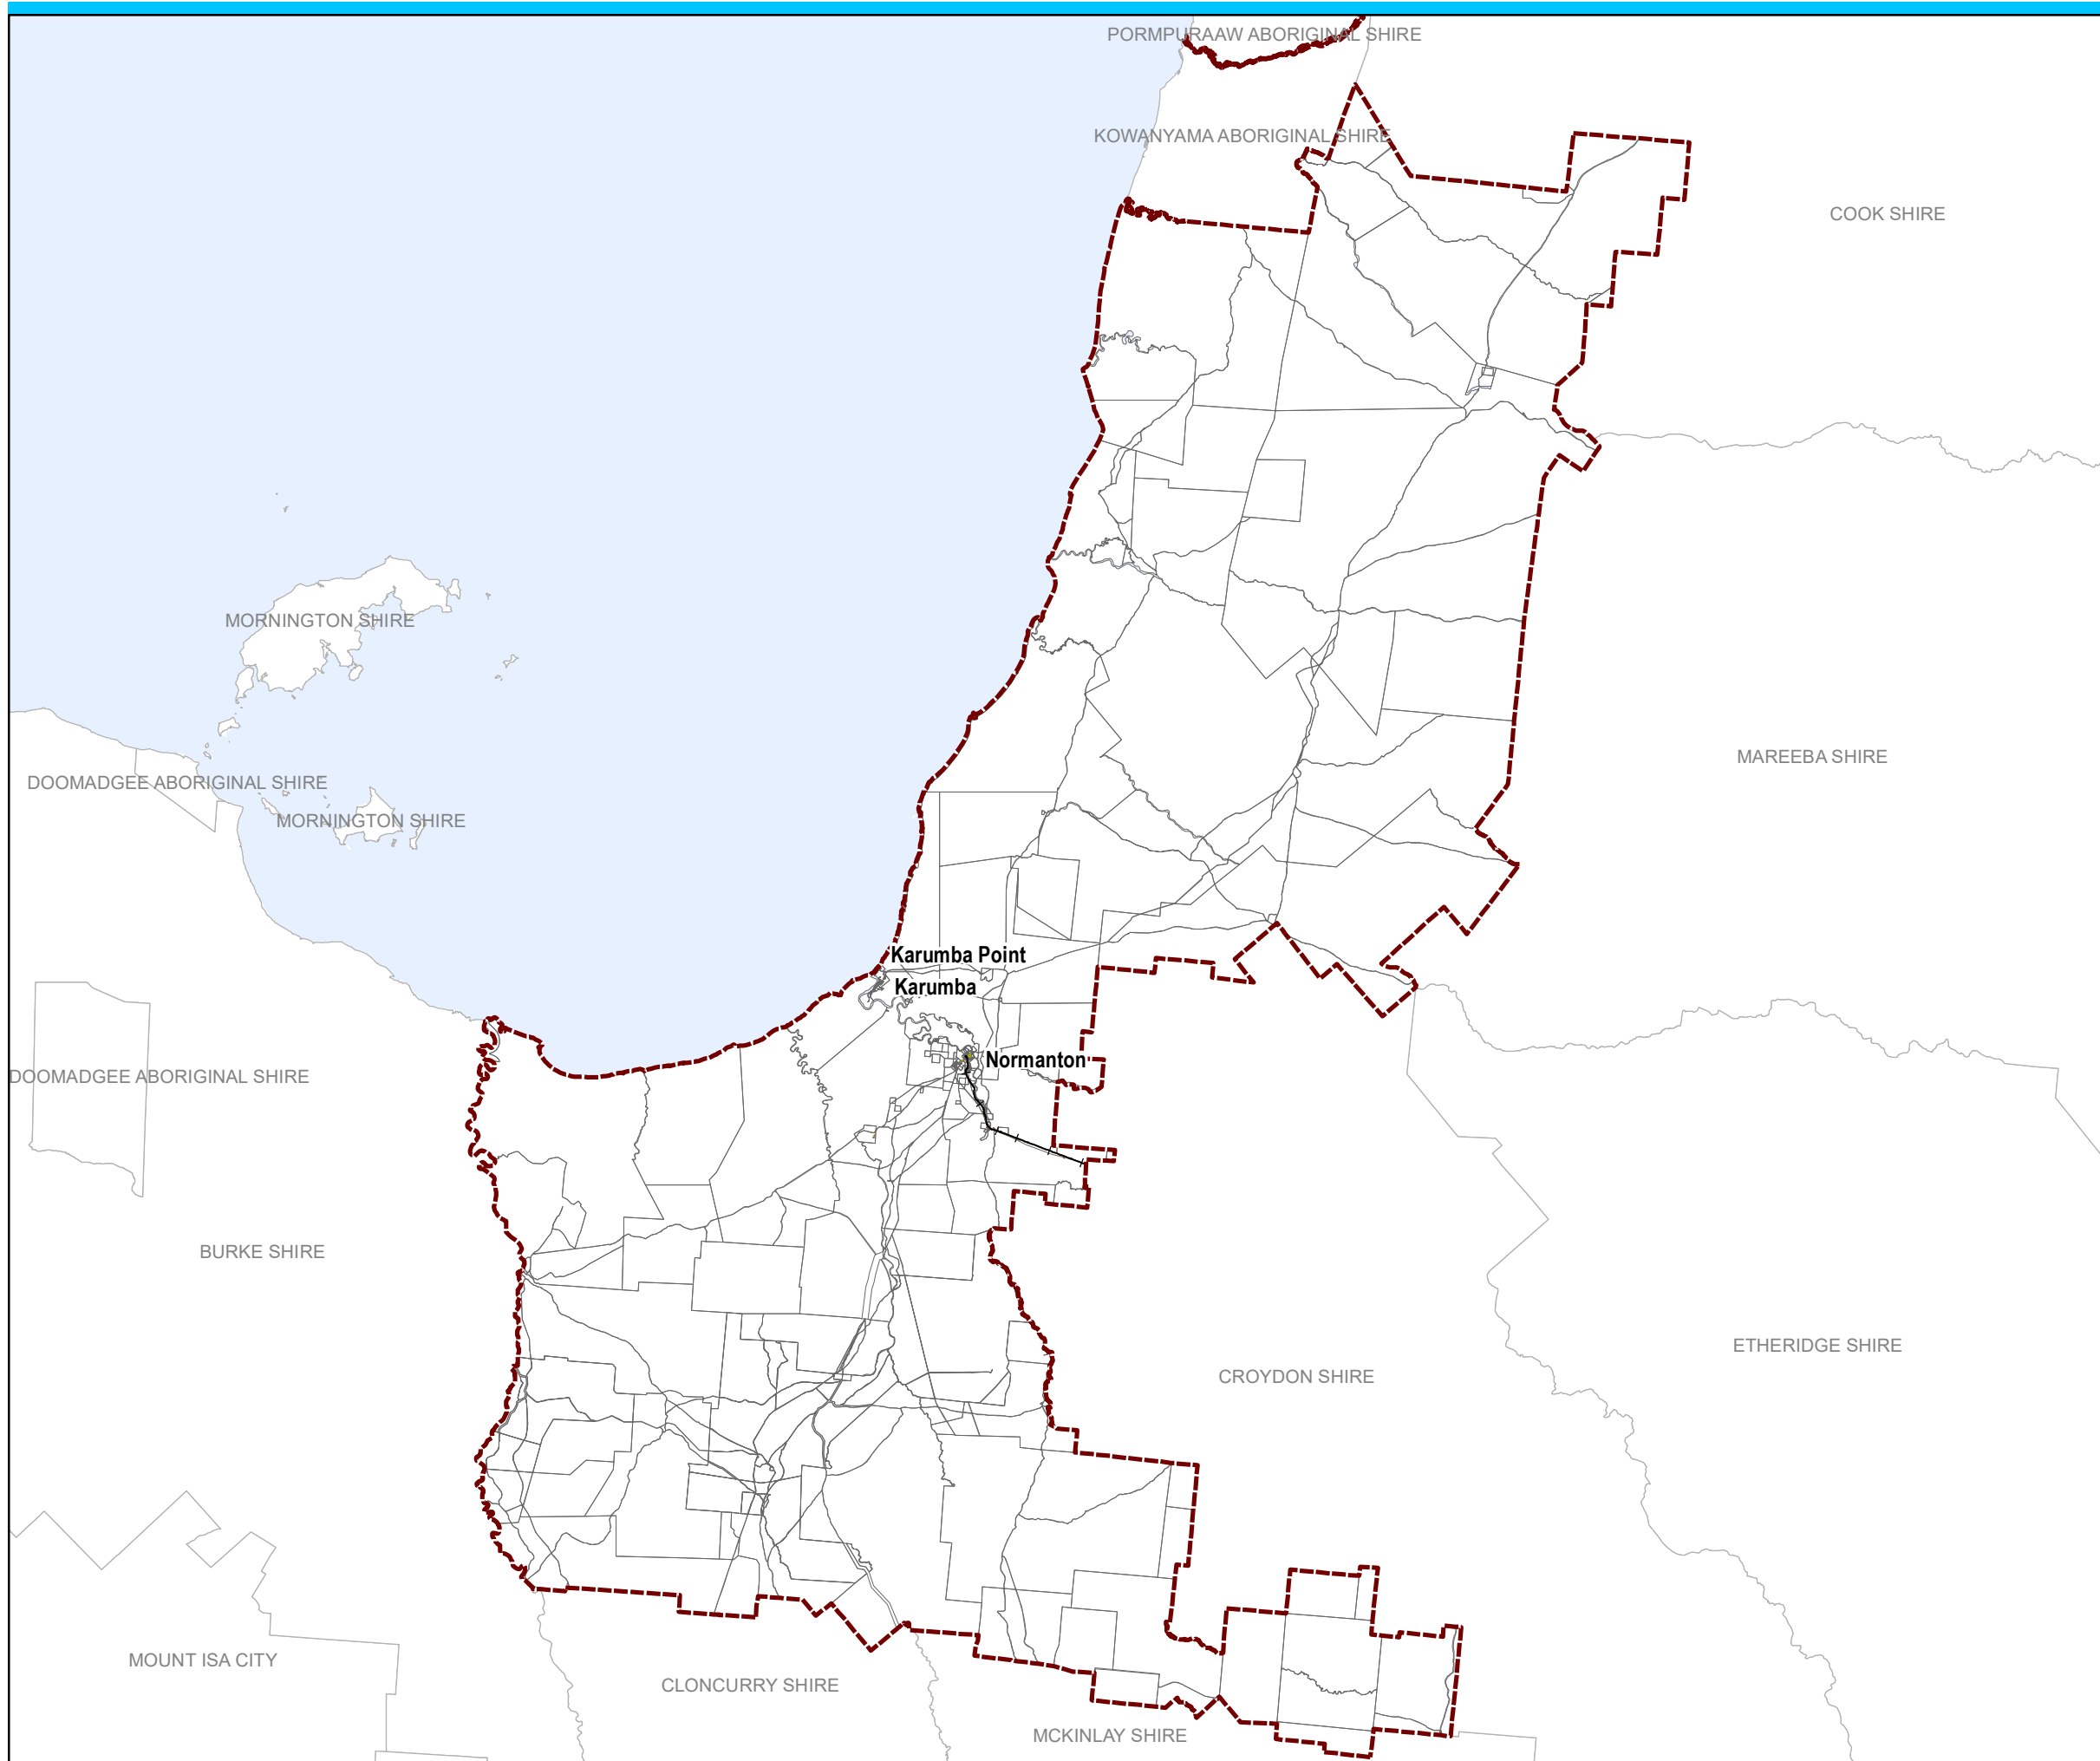 PORMPURAAW ABORIGINAL SHIRE
KOWANYAMA ABORIGINAL SHIRE
COOK SHIRE
MORNINGTON SHIRE
MAREEBA SHIRE
DOOMADGEE ABORIGINAL SHIRE
MORNINGTON SHIRE
Karumba Point
Karumba
Normanton
DOOMADGEE ABORIGINAL SHIRE
BURKE SHIRE
ETHERIDGE SHIRE
CROYDON SHIRE
MOUNT ISA CITY
CLONCURRY SHIRE
MCKINLAY SHIRE